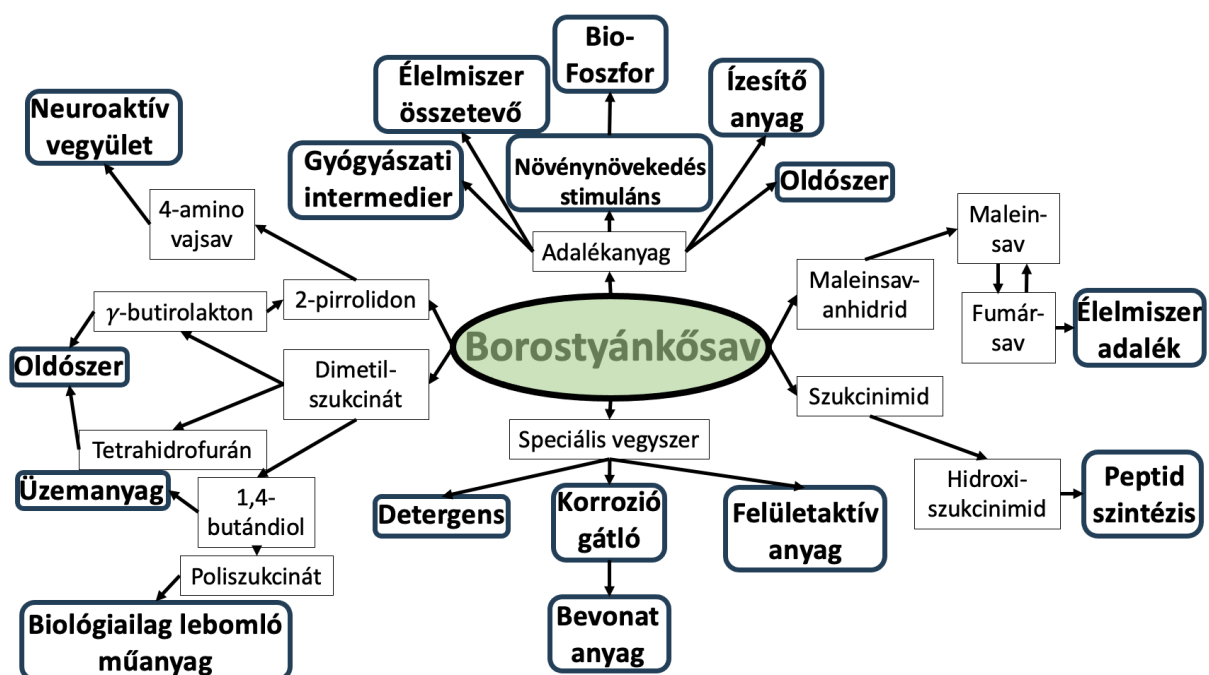 Bio-
Foszfor
Élelmiszer
összetevő
Ízesítő
anyag
Neuroaktív
vegyület
Gyógyászati
intermedier
Növénynövekedés
stimuláns
Oldószer
4-amino
vajsav
Adalékanyag
Malein-
sav
Maleinsav-
anhidrid
2-pirrolidon
γ-butirolakton
Fumár-
sav
Élelmiszer
adalék
Borostyánkősav
Oldószer
Dimetil-
szukcinát
Szukcinimid
Tetrahidrofurán
Speciális vegyszer
Üzemanyag
1,4-
butándiol
Detergens
Korrozió
gátló
Felületaktív
anyag
Hidroxi-
szukcinimid
Peptid
szintézis
Poliszukcinát
Biológiailag lebomló
műanyag
Bevonat
anyag